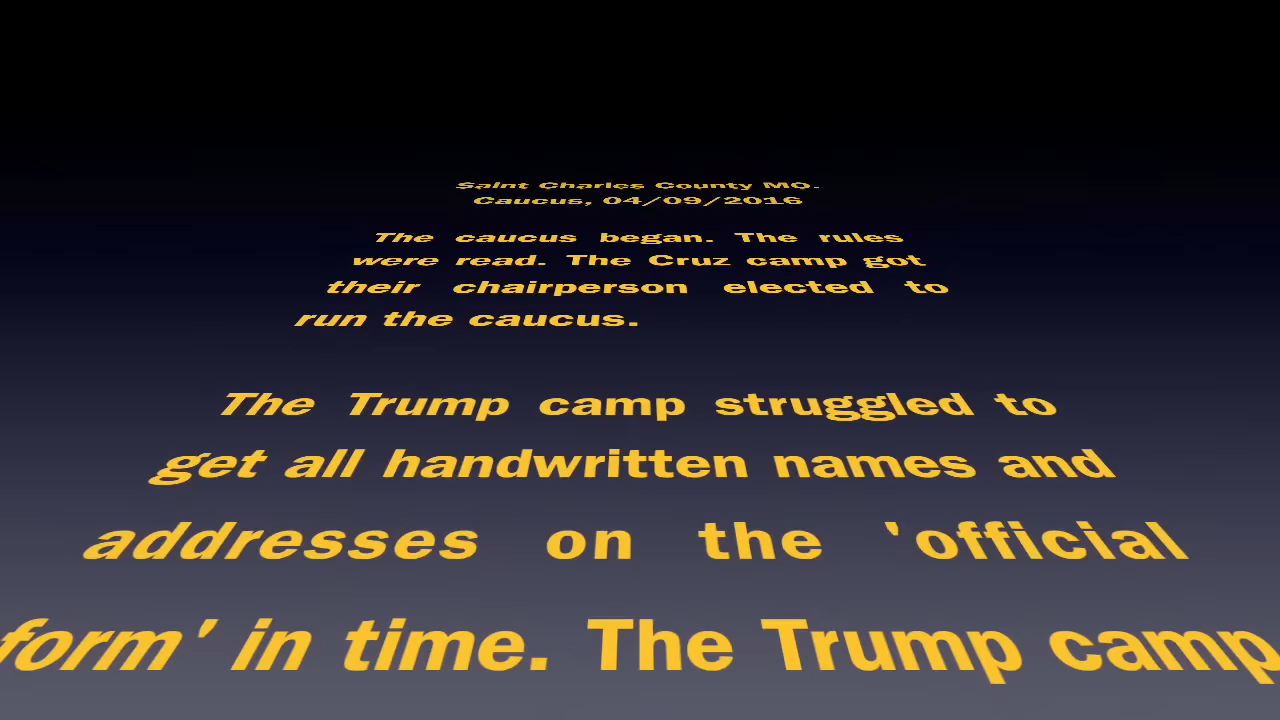 Saint Charles County MO.
Caucus, 04/09/2016
The caucus began. The rules
were read. The Cruz camp got
their chairperson elected to
run the caucus.
The Trump camp struggled to
get all handwritten names and
addresses on the 'official
form' in time. The Trump camp